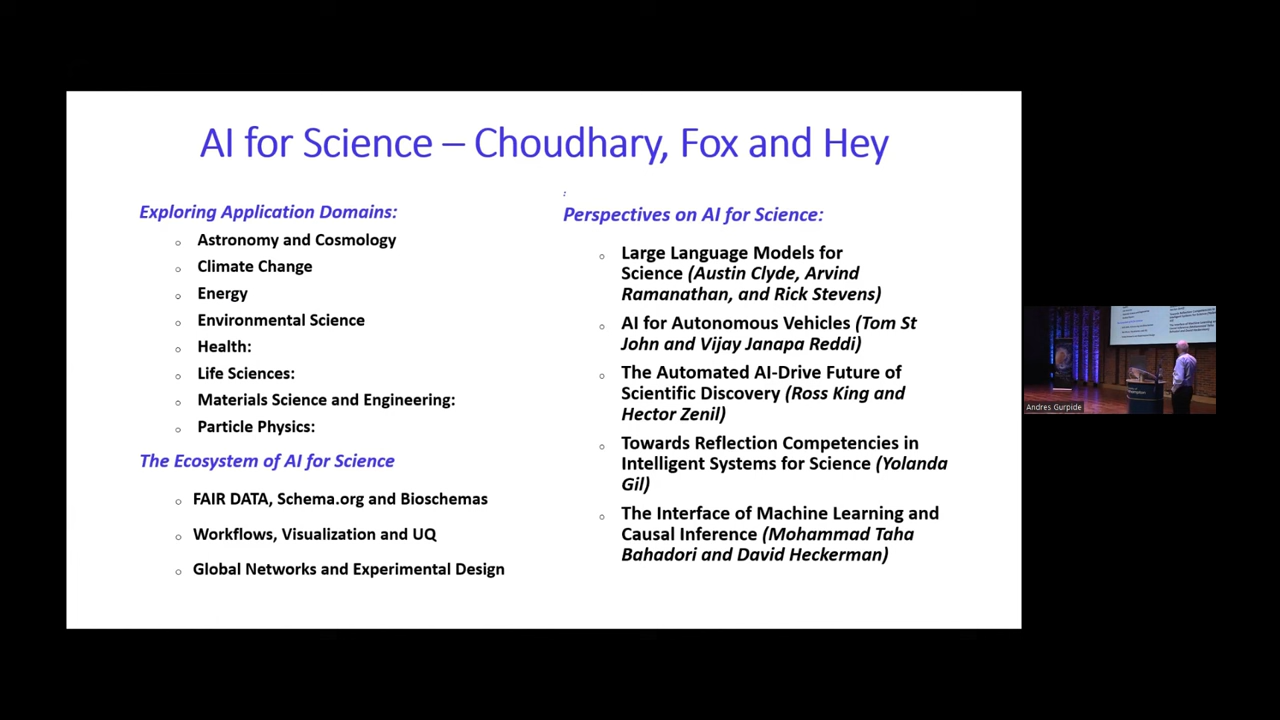 AI for Science – Choudhary, Fox and Hey
Exploring Application Domains:
Astronomy and Cosmology
Climate Change
Energy
Environmental Science
Health:
Life Sciences:
Materials Science and Engineering:
Particle Physics:
The Ecosystem of AI for Science
FAIR DATA, Schema.org and Bioschemas
Workflows, Visualization and UQ
Global Networks and Experimental Design
:
Perspectives on AI for Science:
Large Language Models for
Science (Austin Clyde, Arvind
Ramanathan, and Rick Stevens)
AI for Autonomous Vehicles (Tom St
John and Vijay Janapa Reddi)
The Automated AI-Drive Future of
Scientific Discovery (Ross King and
Hector Zenil)
Towards Reflection Competencies in
Intelligent Systems for Science (Yolanda
Gil)
The Interface of Machine Learning and
Causal Inference (Mohammad Taha
Bahadori and David Heckerman)
Andres Gurpide